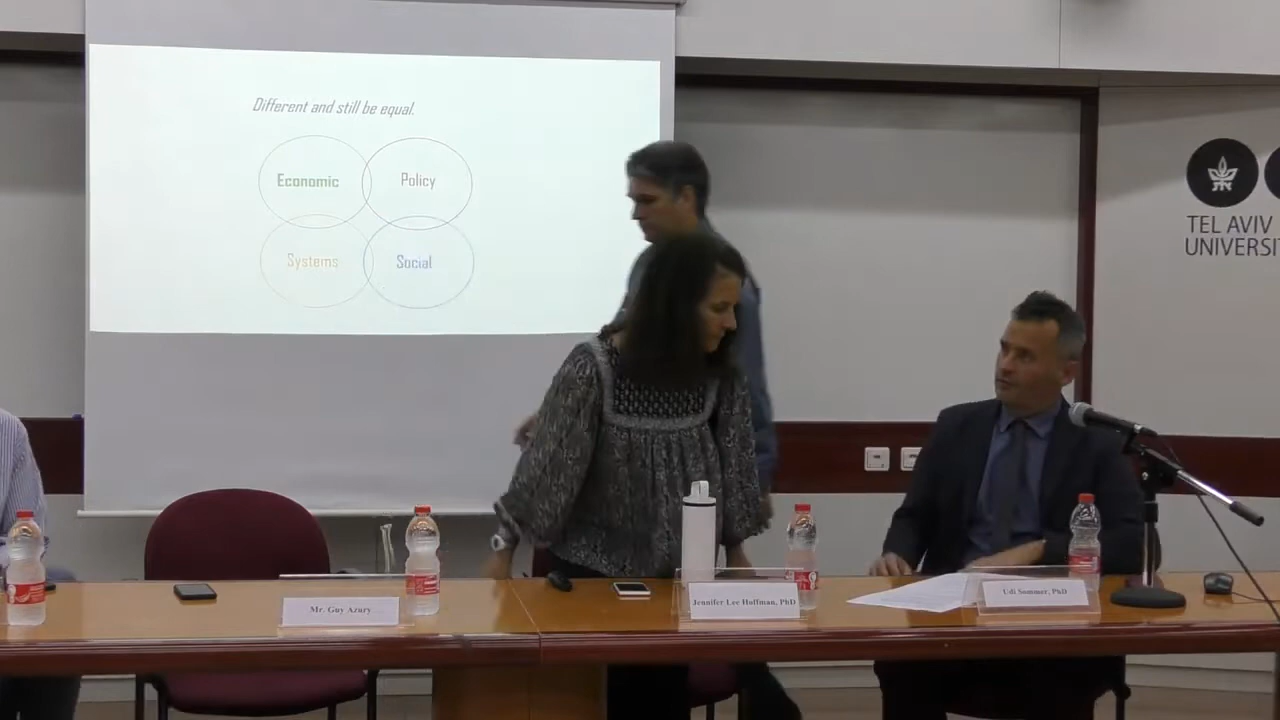 Different and still be equal.
Economic
Policy
Systems
Social
TEL AVIV
UNIVERSI
Mr. Guy Azury
Jennifer Lee Hoffman, PhD
Udi Sommer, PhD